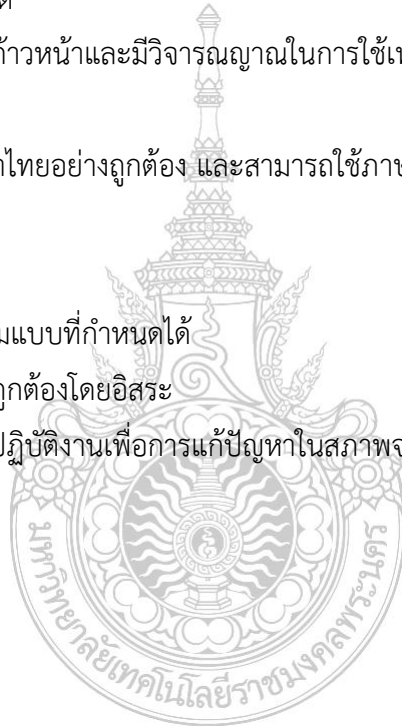 ก้าวหน้าและมีวิจารณญาณในการใช้เท
าไทยอย่างถูกต้อง และสามารถใช้ภาษ
มแบบที่กำหนดได้
ถูกต้องโดยอิสระ
ปฏิบัติงานเพื่อการแก้ปัญหาในสภาพจ
มหาวิทยาลัยเทคโนโลยีราชมงคลพระนคร